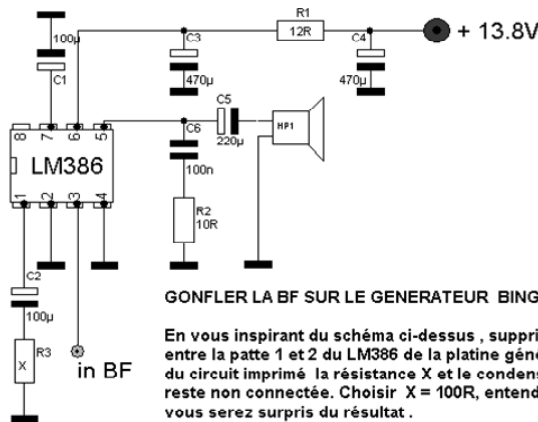 R1
12R
+ 13.8V
100µ
C1
C3
470µ
C4
470µ
8 7 6 5
LM386
1 2 3 4
C5
220µ
HP1
C6
100n
R2
10R
C2
100µ
R3
X
in BF
GONFLER LA BF SUR LE GENERATEUR BING
En vous inspirant du schéma ci-dessus , suppri
entre la patte 1 et 2 du LM386 de la platine géné
du circuit imprimé la résistance X et le condens
reste non connectée. Choisir X = 100R, entend
vous serez surpris du résultat .